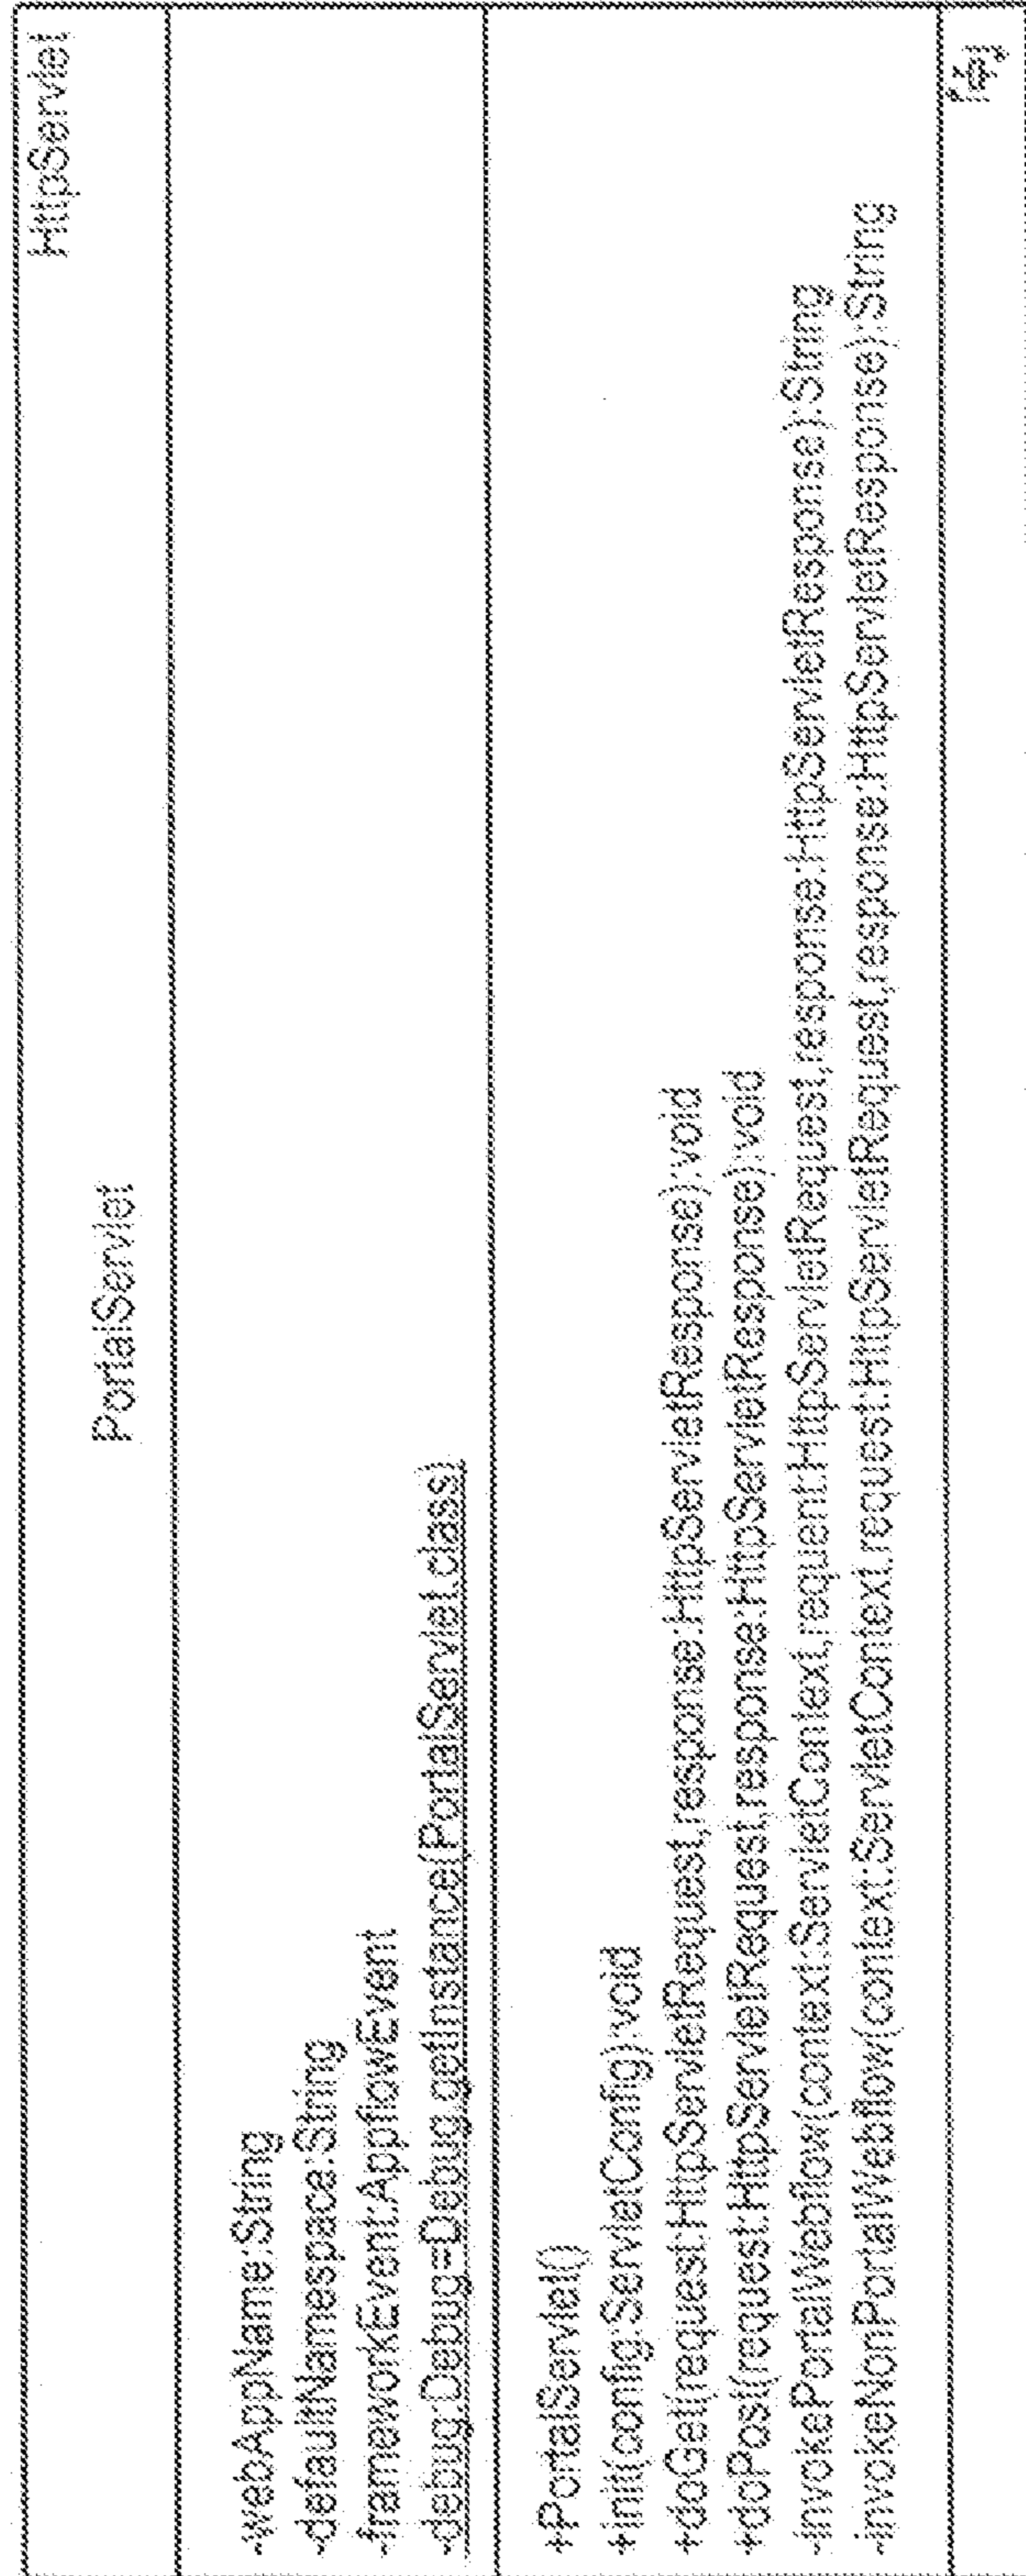 HttpServlet
PortalServlet
-webAppName:String
-defaultNamespace:String
-frameworkEvent:AppflowEvent
-debug:Debug=Debug.getInstance(PortalServlet.class)
+PortalServlet()
+init(config:ServletConfig):void
+doGet(request:HttpServletRequest,response:HttpServletResponse):void
+doPost(request:HttpServletRequest,response:HttpServletResponse):void
-invokePortalWebflow(context:ServletContext,requent:HttpServletRequest,response:HttpServletResponse):String
-invokeNonPortalWebflow(context:ServletContext,request:HttpServletRequest,response:HttpServletResponse):String